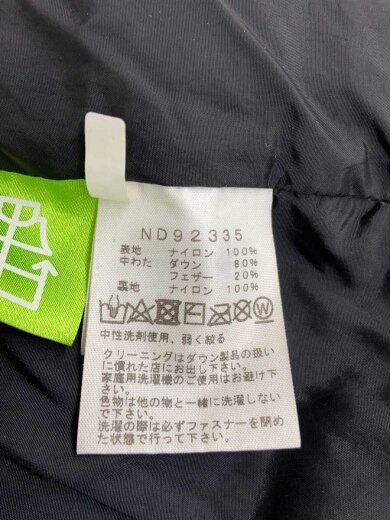 ND92335
表地 ナイロン 100%
中わた ダウン 80%
フェザー 20%
裏地 ナイロン 100%
中性洗剤使用、弱く絞る
クリーニングはダウン製品の扱い
に慣れた店にお出し下さい。
家庭用洗濯機のご使用はお避け
下さい。
色物は他の物と一緒に洗濯しない
で下さい。
洗濯の際は必ずファスナーを閉め
た状態で行って下さい。